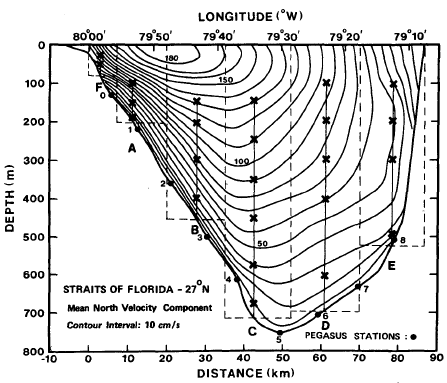 LONGITUDE (°W)
80°00' 79°50' 79°40' 79°30' 79°20' 79°10'
0
100
200
300
400
500
600
700
800
DEPTH (m)
180
150
100
50
F
A
B
C
D
E
0
1
2
3
4
5
6
7
8
STRAITS OF FLORIDA - 27°N
Mean North Velocity Component
Contour Interval: 10 cm/s
PEGASUS STATIONS :
-10 0 10 20 30 40 50 60 70 80 90
DISTANCE (km)